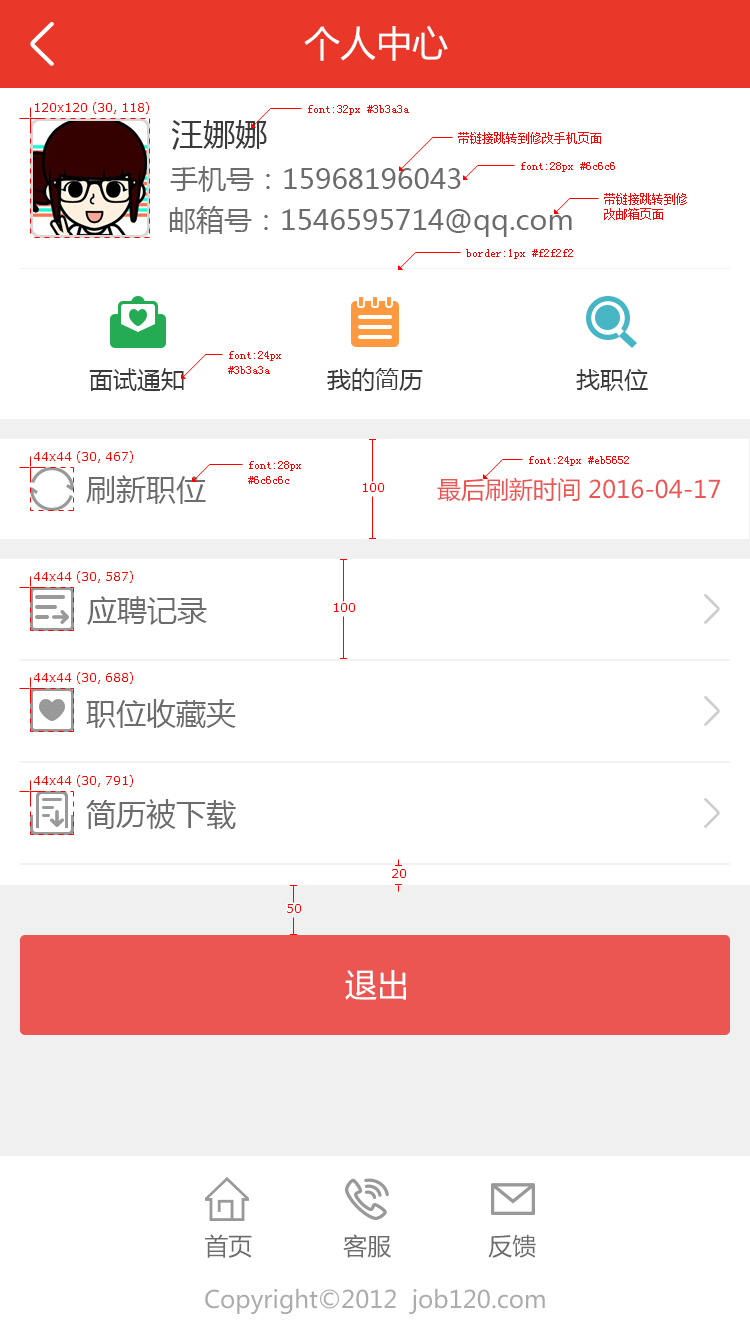 个人中心
120x120 (30, 118)
font:32px #3b3a3a
汪娜娜
带链接跳转到修改手机页面
手机号：15968196043
font:28px #6c6c6
带链接跳转到修
改邮箱页面
邮箱号：1546595714@qq.com
border:1px #f2f2f2
font:24px
#3b3a3a
面试通知
我的简历
找职位
44x44 (30, 467)
font:28px
#6c6c6c
刷新职位
100
font:24px #eb5652
最后刷新时间 2016-04-17
44x44 (30, 587)
应聘记录
100
44x44 (30, 688)
职位收藏夹
44x44 (30, 791)
简历被下载
20
50
退出
首页
客服
反馈
Copyright©2012 job120.com